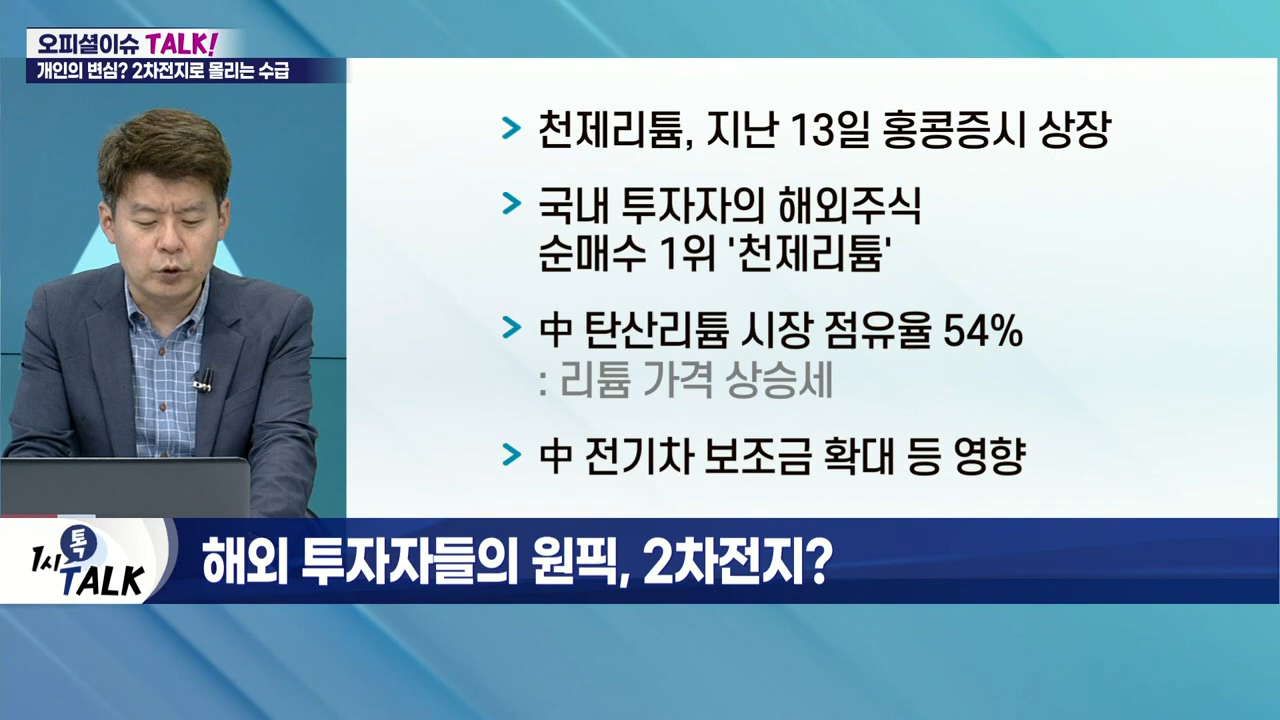 오피셜이슈 TALK!
개인의 변심? 2차전지로 몰리는 수급
> 천제리튬, 지난 13일 홍콩증시 상장
> 국내 투자자의 해외주식
순매수 1위 '천제리튬'
> 中 탄산리튬 시장 점유율 54%
: 리튬 가격 상승세
> 中 전기차 보조금 확대 등 영향
1시 톡 TALK
해외 투자자들의 원픽, 2차전지?